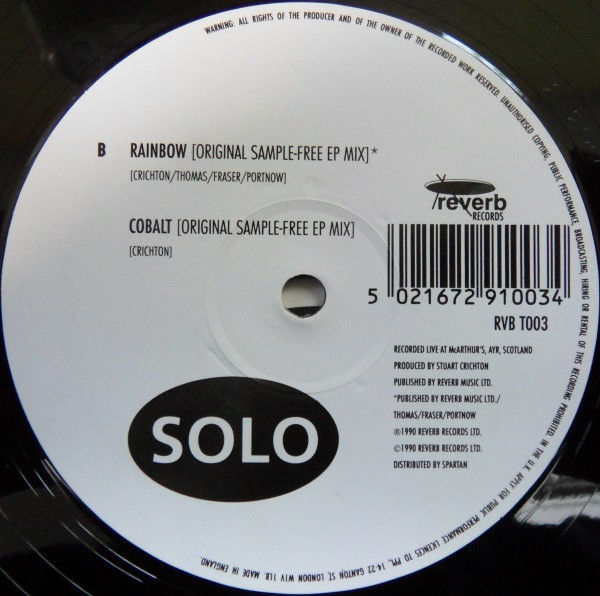 WARNING: ALL RIGHTS OF THE PRODUCER AND OF THE OWNER OF THE RECORDED WORK RESERVED. UNAUTHORISED COPYING, PUBLIC PERFORMANCE, BROADCASTING, HIRING OR RENTAL OF THIS RECORDING PROHIBITED. IN THE U.K. APPLY FOR PUBLIC PERFORMANCE LICENCES TO PPL, 14-22 GANTON ST, LONDON W1V 1LB. MADE IN ENGLAND.
B RAINBOW [ORIGINAL SAMPLE-FREE EP MIX]*
[CRICHTON/THOMAS/FRASER/PORTNOW]
COBALT [ORIGINAL SAMPLE-FREE EP MIX]
[CRICHTON]
reverb
RECORDS
5 021672 910034
RVB T003
RECORDED LIVE AT McARTHUR'S, AYR, SCOTLAND
PRODUCED BY STUART CRICHTON
PUBLISHED BY REVERB MUSIC LTD.
*PUBLISHED BY REVERB MUSIC LTD./
THOMAS/FRASER/PORTNOW
℗1990 REVERB RECORDS LTD.
©1990 REVERB RECORDS LTD.
DISTRIBUTED BY SPARTAN
SOLO